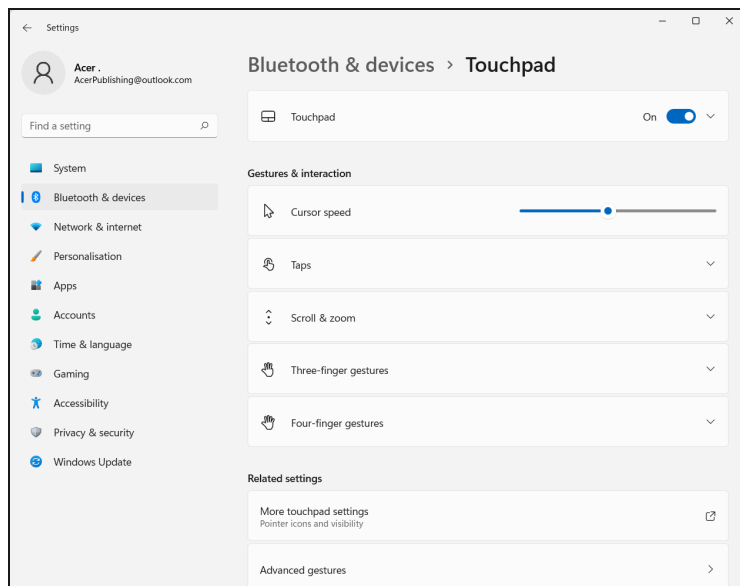 Settings
Acer .
AcerPublishing@outlook.com
Find a setting
System
Bluetooth & devices
Network & internet
Personalisation
Apps
Accounts
Time & language
Gaming
Accessibility
Privacy & security
Windows Update
Bluetooth & devices > Touchpad
Touchpad On
Gestures & interaction
Cursor speed
Taps
Scroll & zoom
Three-finger gestures
Four-finger gestures
Related settings
More touchpad settings
Pointer icons and visibility
Advanced gestures